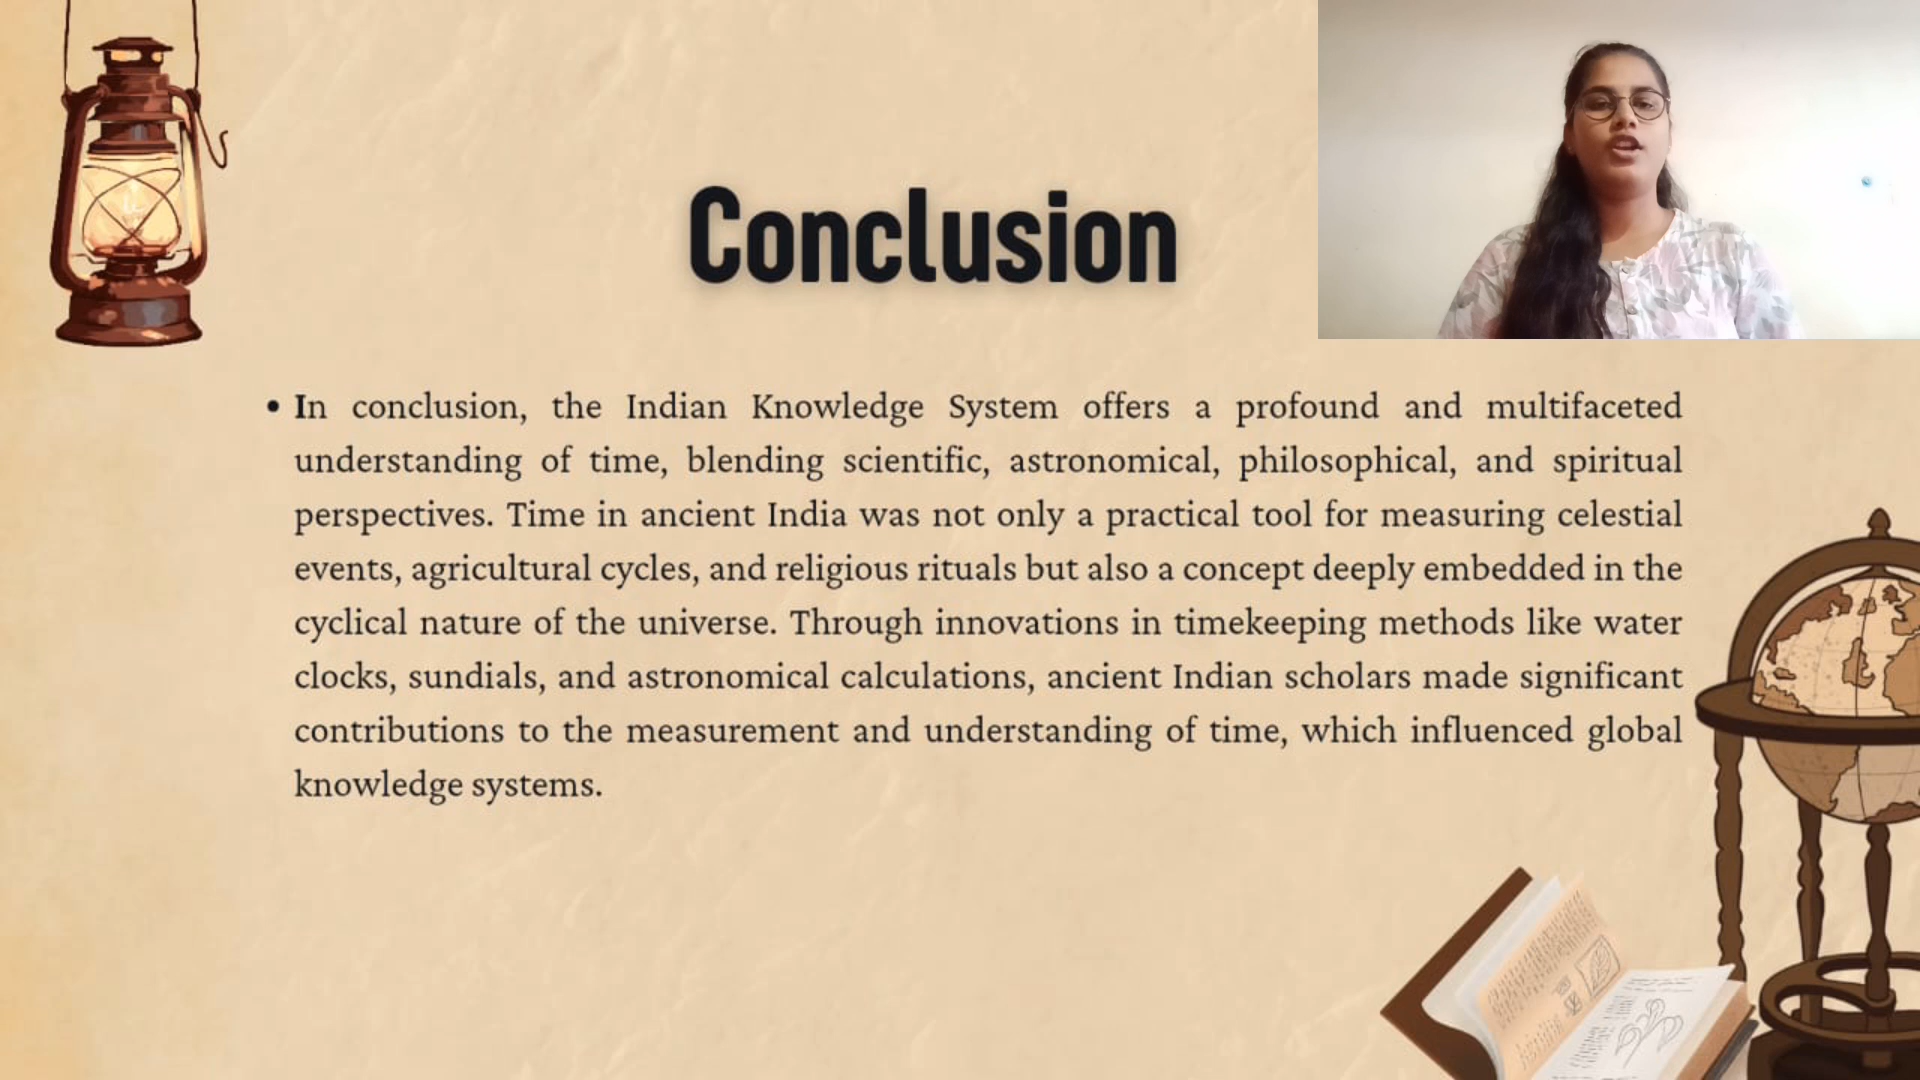 Conclusion
• In conclusion, the Indian Knowledge System offers a profound and multifaceted
understanding of time, blending scientific, astronomical, philosophical, and spiritual
perspectives. Time in ancient India was not only a practical tool for measuring celestial
events, agricultural cycles, and religious rituals but also a concept deeply embedded in the
cyclical nature of the universe. Through innovations in timekeeping methods like water
clocks, sundials, and astronomical calculations, ancient Indian scholars made significant
contributions to the measurement and understanding of time, which influenced global
knowledge systems.